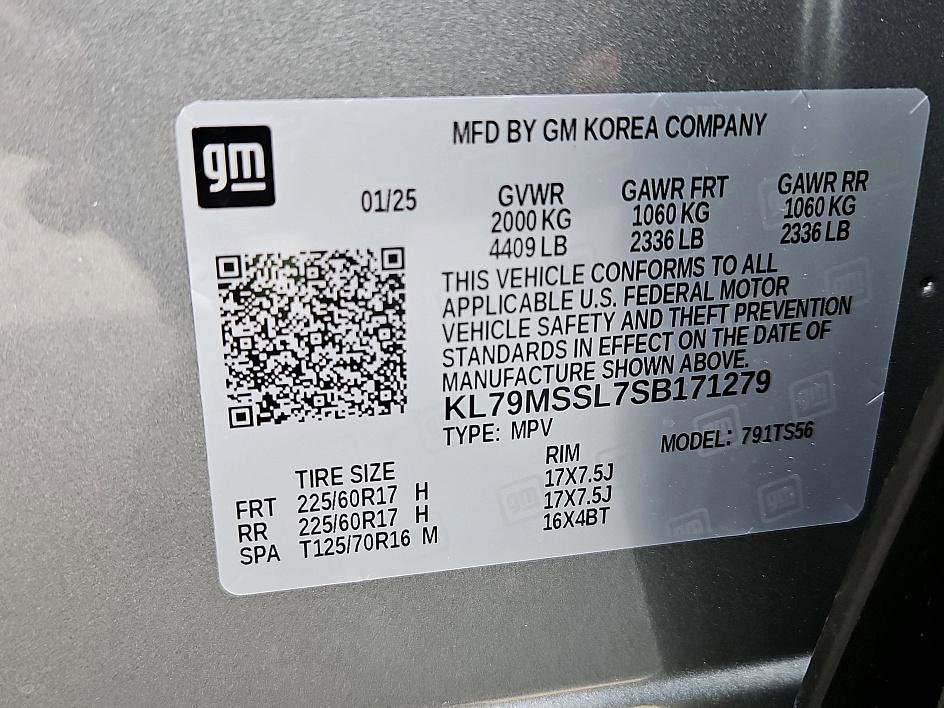 gm
MFD BY GM KOREA COMPANY
01/25
GVWR GAWR FRT GAWR RR
2000 KG 1060 KG 1060 KG
4409 LB 2336 LB 2336 LB
THIS VEHICLE CONFORMS TO ALL
APPLICABLE U.S. FEDERAL MOTOR
VEHICLE SAFETY AND THEFT PREVENTION
STANDARDS IN EFFECT ON THE DATE OF
MANUFACTURE SHOWN ABOVE.
KL79MSSL7SB171279
TYPE: MPV MODEL: 791TS56
TIRE SIZE RIM
FRT 225/60R17 H 17X7.5J
RR 225/60R17 H 17X7.5J
SPA T125/70R16 M 16X4BT